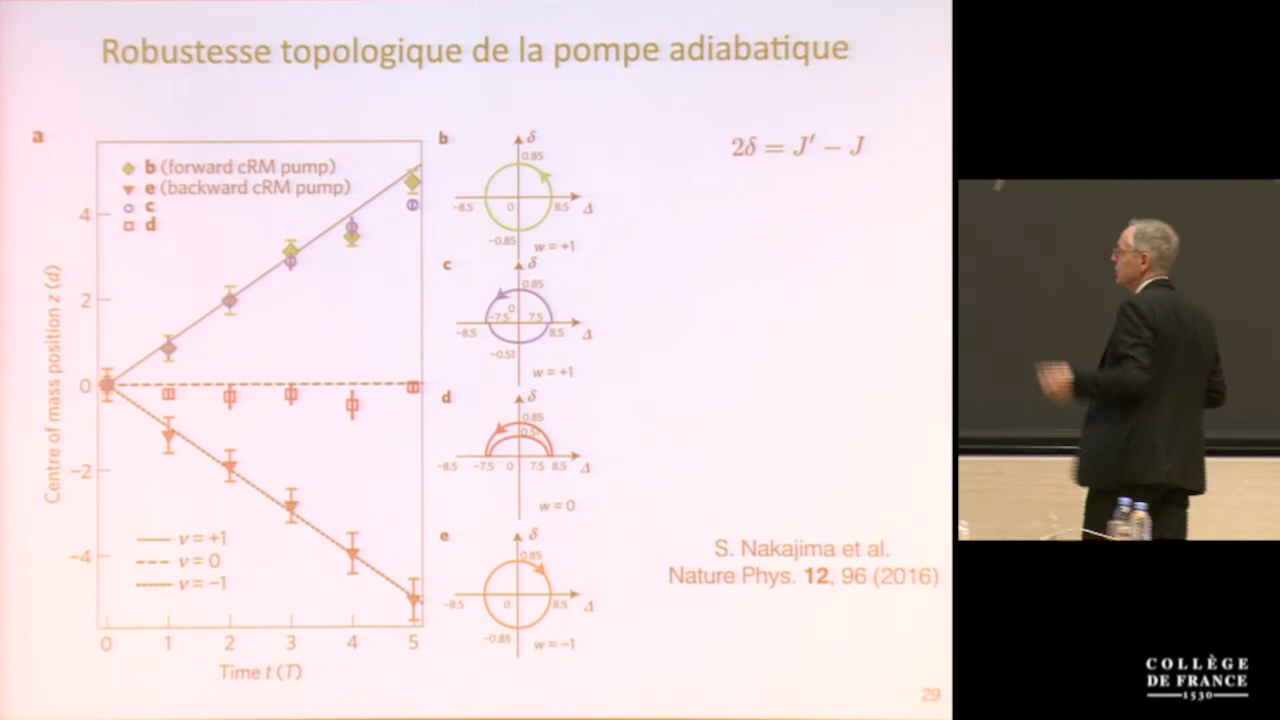 Robustesse topologique de la pompe adiabatique
a
b (forward cRM pump)
e (backward cRM pump)
c
d
4
2
0
−2
−4
Centre of mass position z (d)
ν = +1
ν = 0
ν = −1
0 1 2 3 4 5
Time t (T)
b
δ
0.85
−8.5 0 8.5 Δ
−0.85
w = +1
c
δ
0.85
0
−7.5 7.5
−8.5 8.5 Δ
−0.51
w = +1
d
δ
0.85
0.51
−8.5 −7.5 0 7.5 8.5 Δ
w = 0
e
δ
0.85
−8.5 0 8.5 Δ
−0.85
w = −1
2δ = J′ − J
S. Nakajima et al.
Nature Phys. 12, 96 (2016)
29
COLLÈGE
DE FRANCE
1530